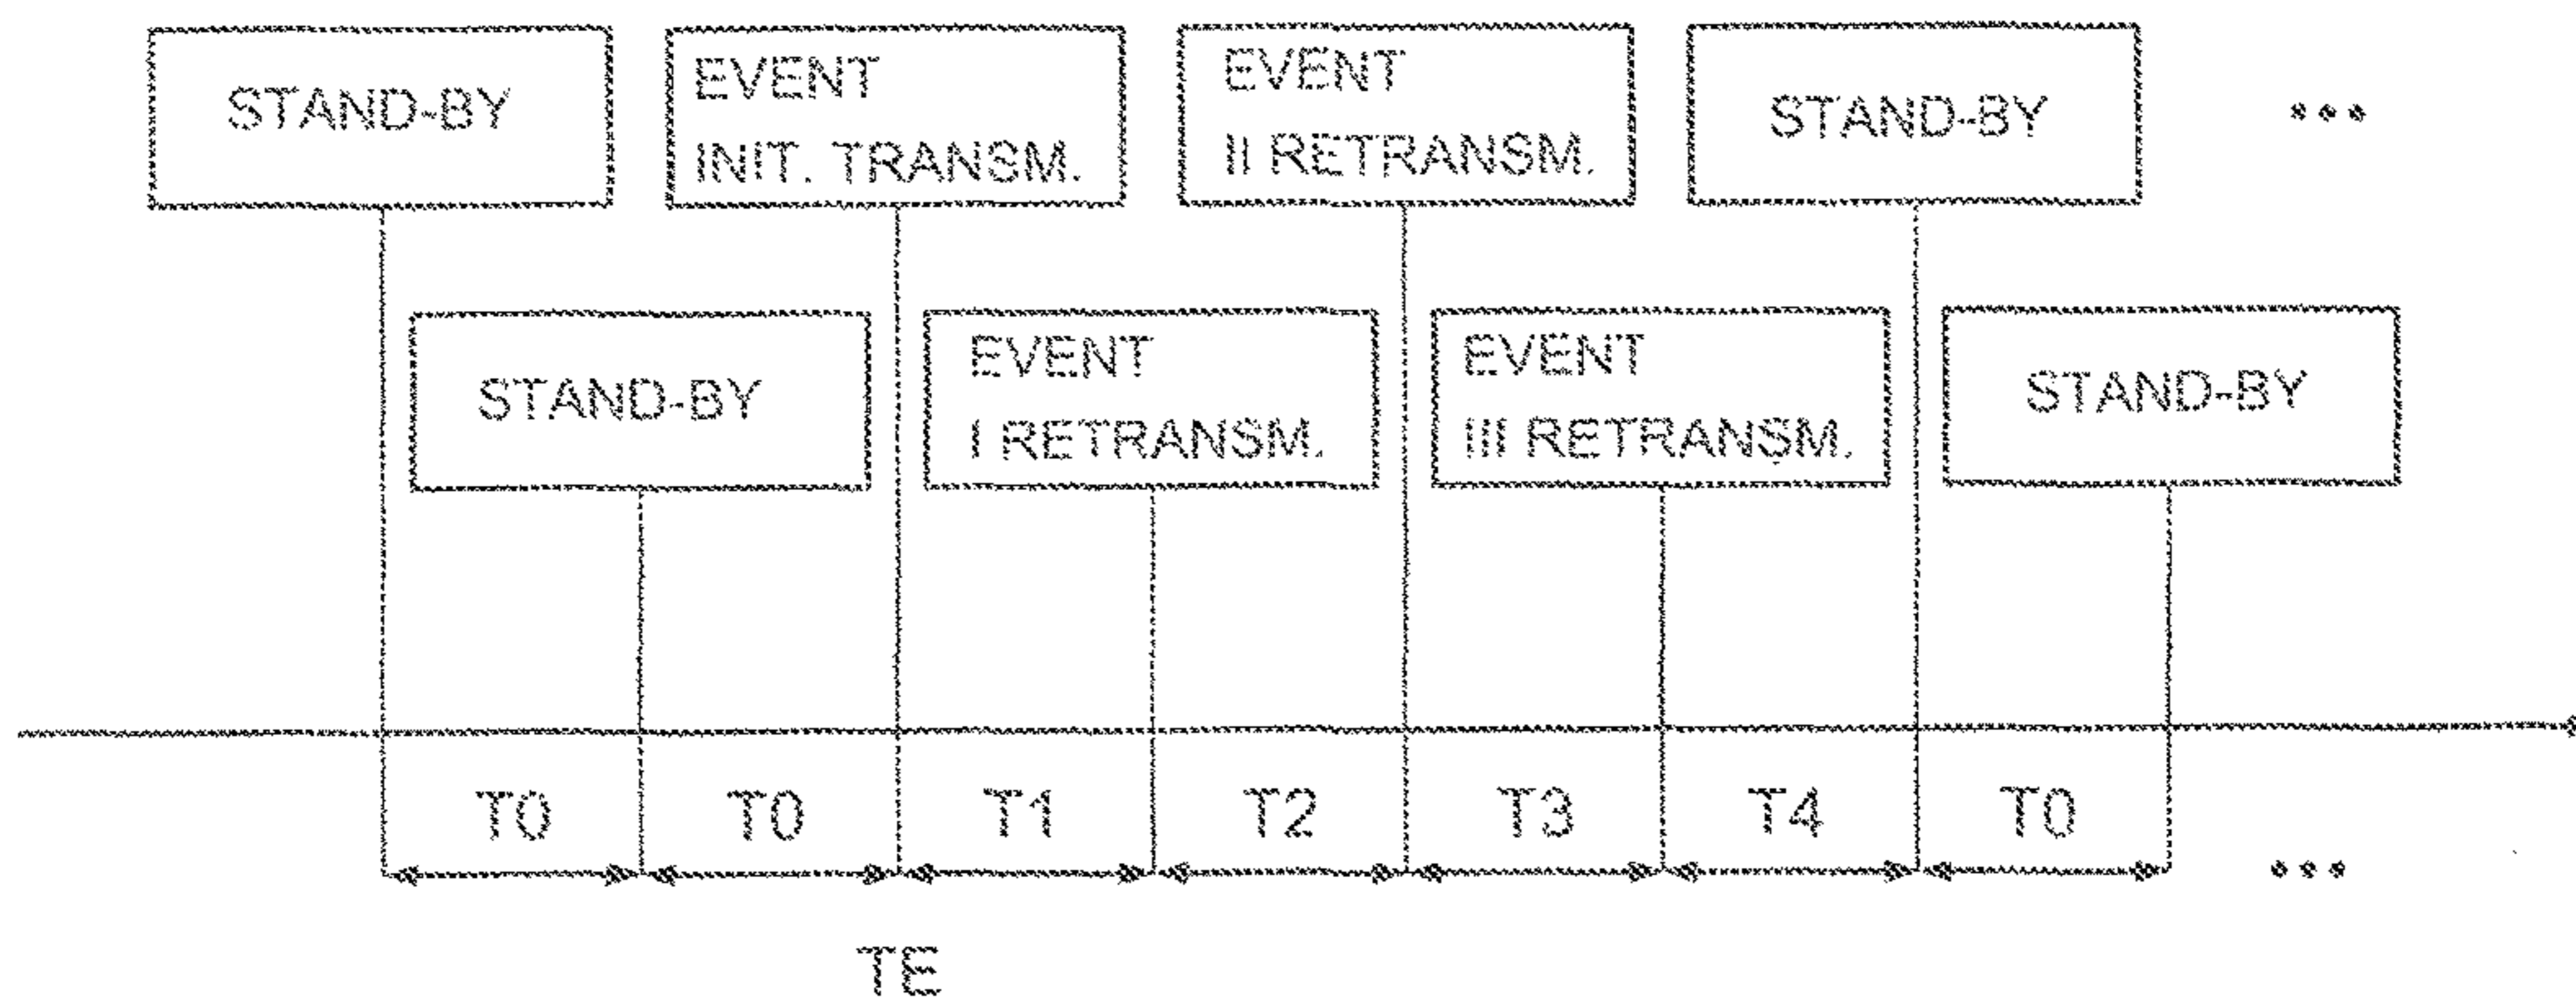 STAND-BY
EVENT
INIT. TRANSM.
EVENT
II RETRANSM.
STAND-BY
...
STAND-BY
EVENT
I RETRANSM.
EVENT
III RETRANSM.
STAND-BY
T0
T0
T1
T2
T3
T4
T0
...
TE